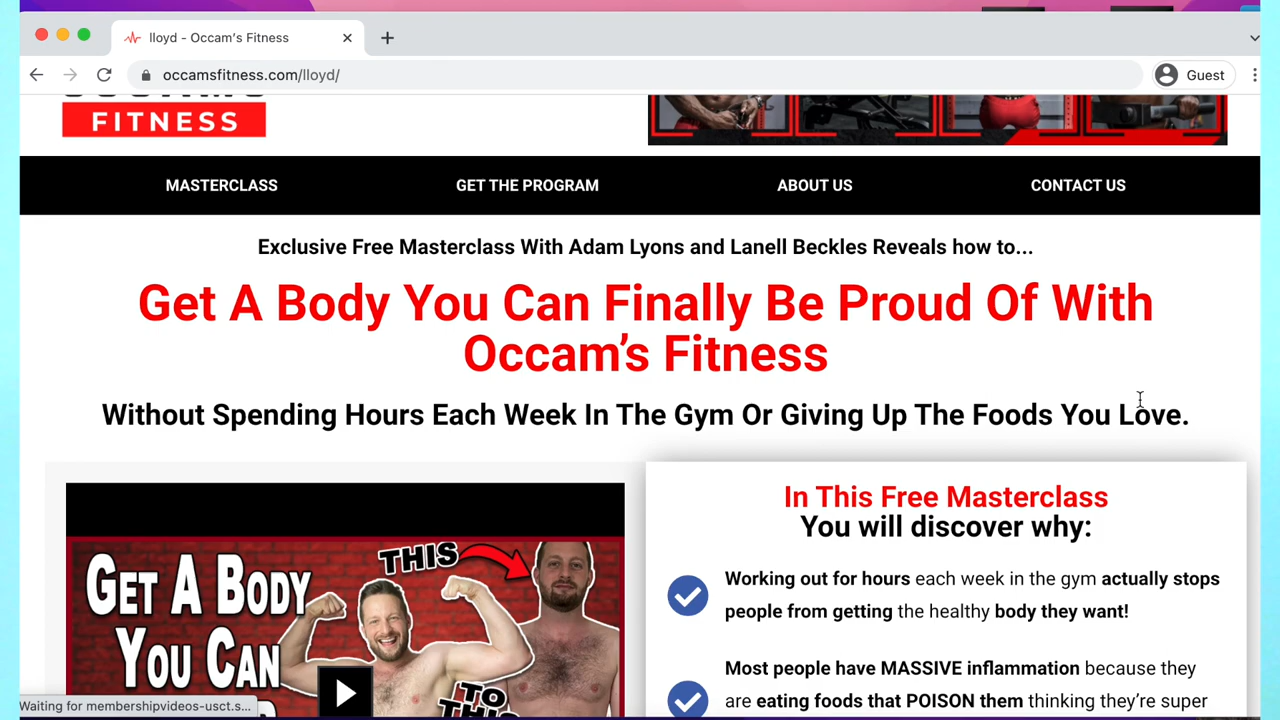 lloyd - Occam's Fitness
occamsfitness.com/lloyd/
Guest
FITNESS
MASTERCLASS
GET THE PROGRAM
ABOUT US
CONTACT US
Exclusive Free Masterclass With Adam Lyons and Lanell Beckles Reveals how to...
Get A Body You Can Finally Be Proud Of With
Occam’s Fitness
Without Spending Hours Each Week In The Gym Or Giving Up The Foods You Love.
GET A BODY
YOU CAN
THIS
TO
In This Free Masterclass
You will discover why:
Working out for hours each week in the gym actually stops
people from getting the healthy body they want!
Most people have MASSIVE inflammation because they
are eating foods that POISON them thinking they’re super
Waiting for membershipvideos-usct.s...